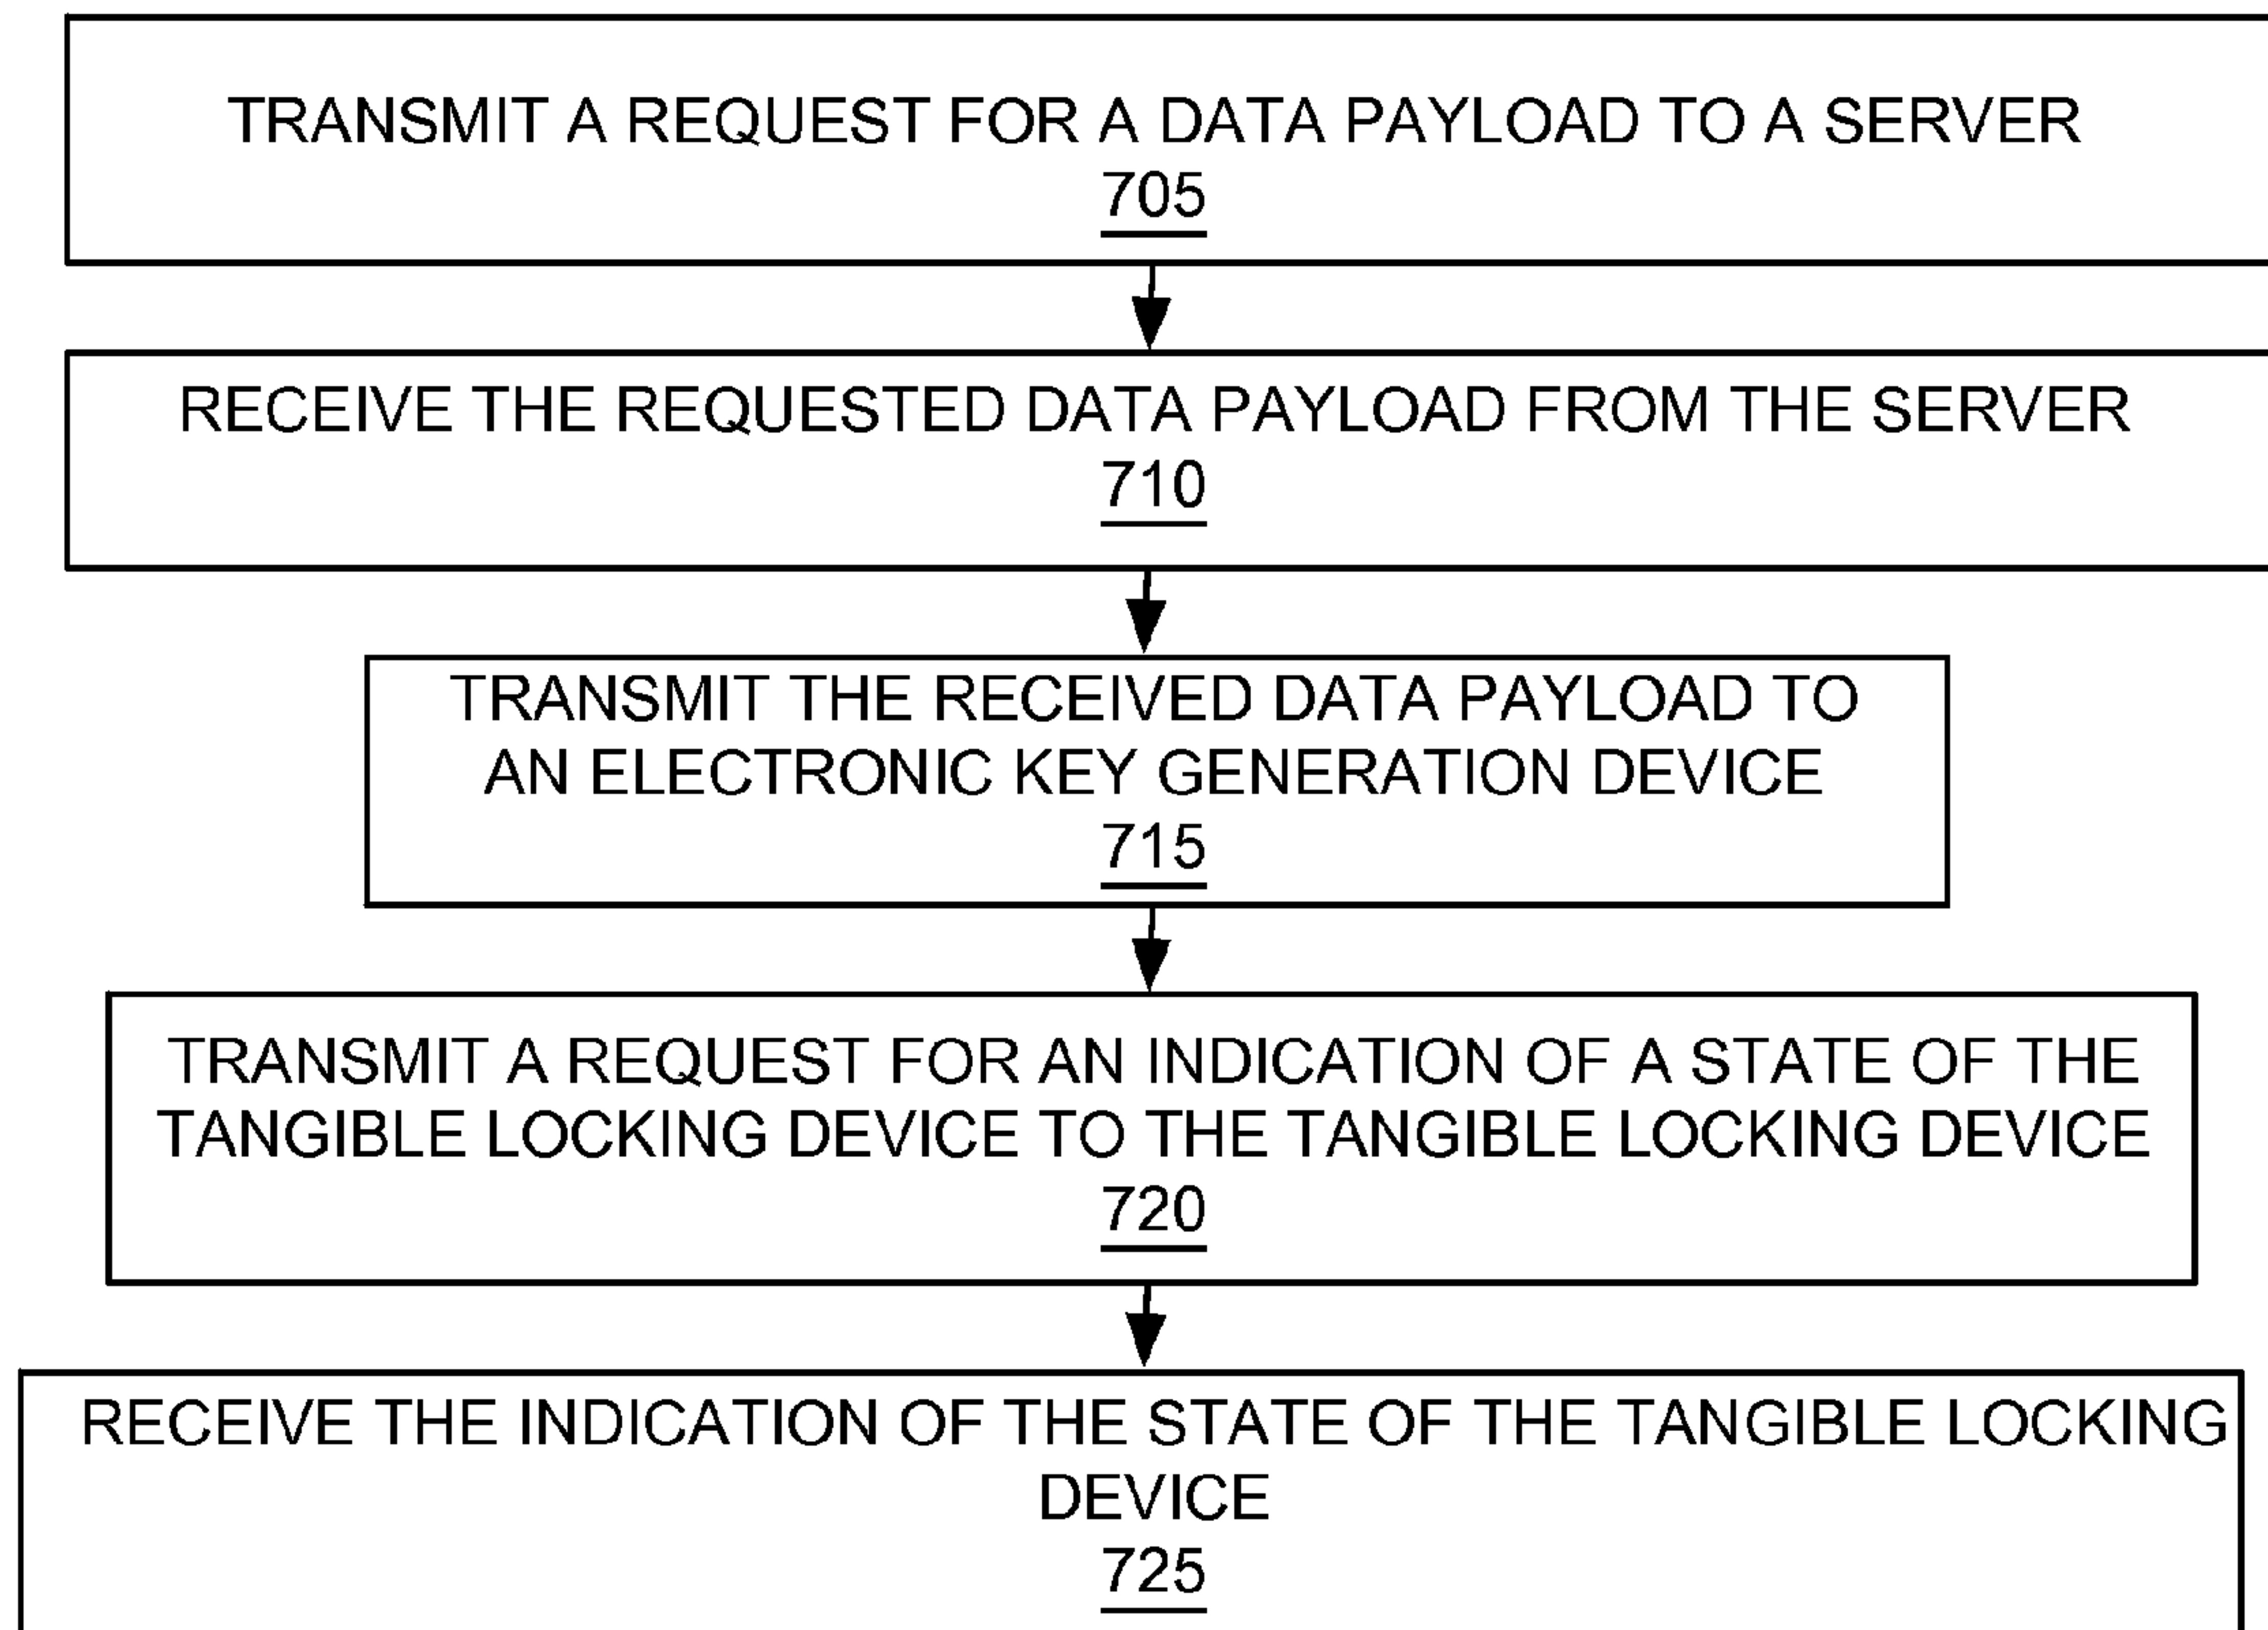 TRANSMIT A REQUEST FOR A DATA PAYLOAD TO A SERVER
705
RECEIVE THE REQUESTED DATA PAYLOAD FROM THE SERVER
710
TRANSMIT THE RECEIVED DATA PAYLOAD TO
AN ELECTRONIC KEY GENERATION DEVICE
715
TRANSMIT A REQUEST FOR AN INDICATION OF A STATE OF THE
TANGIBLE LOCKING DEVICE TO THE TANGIBLE LOCKING DEVICE
720
RECEIVE THE INDICATION OF THE STATE OF THE TANGIBLE LOCKING
DEVICE
725